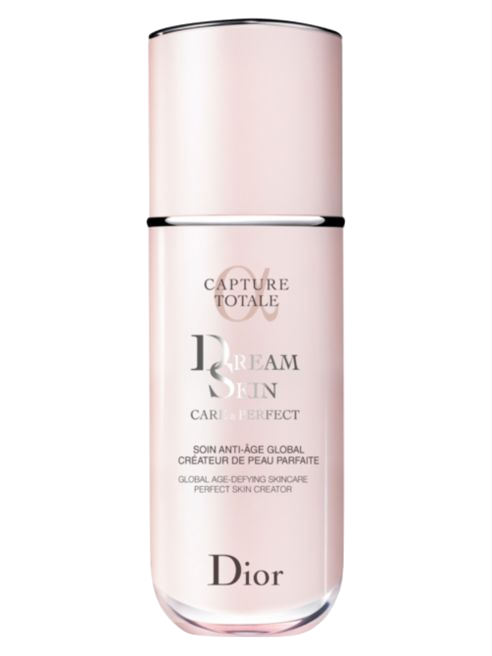 CAPTURE
TOTALE
DREAM
SKIN
CARE & PERFECT
SOIN ANTI-ÂGE GLOBAL
CRÉATEUR DE PEAU PARFAITE
GLOBAL AGE-DEFYING SKINCARE
PERFECT SKIN CREATOR
Dior